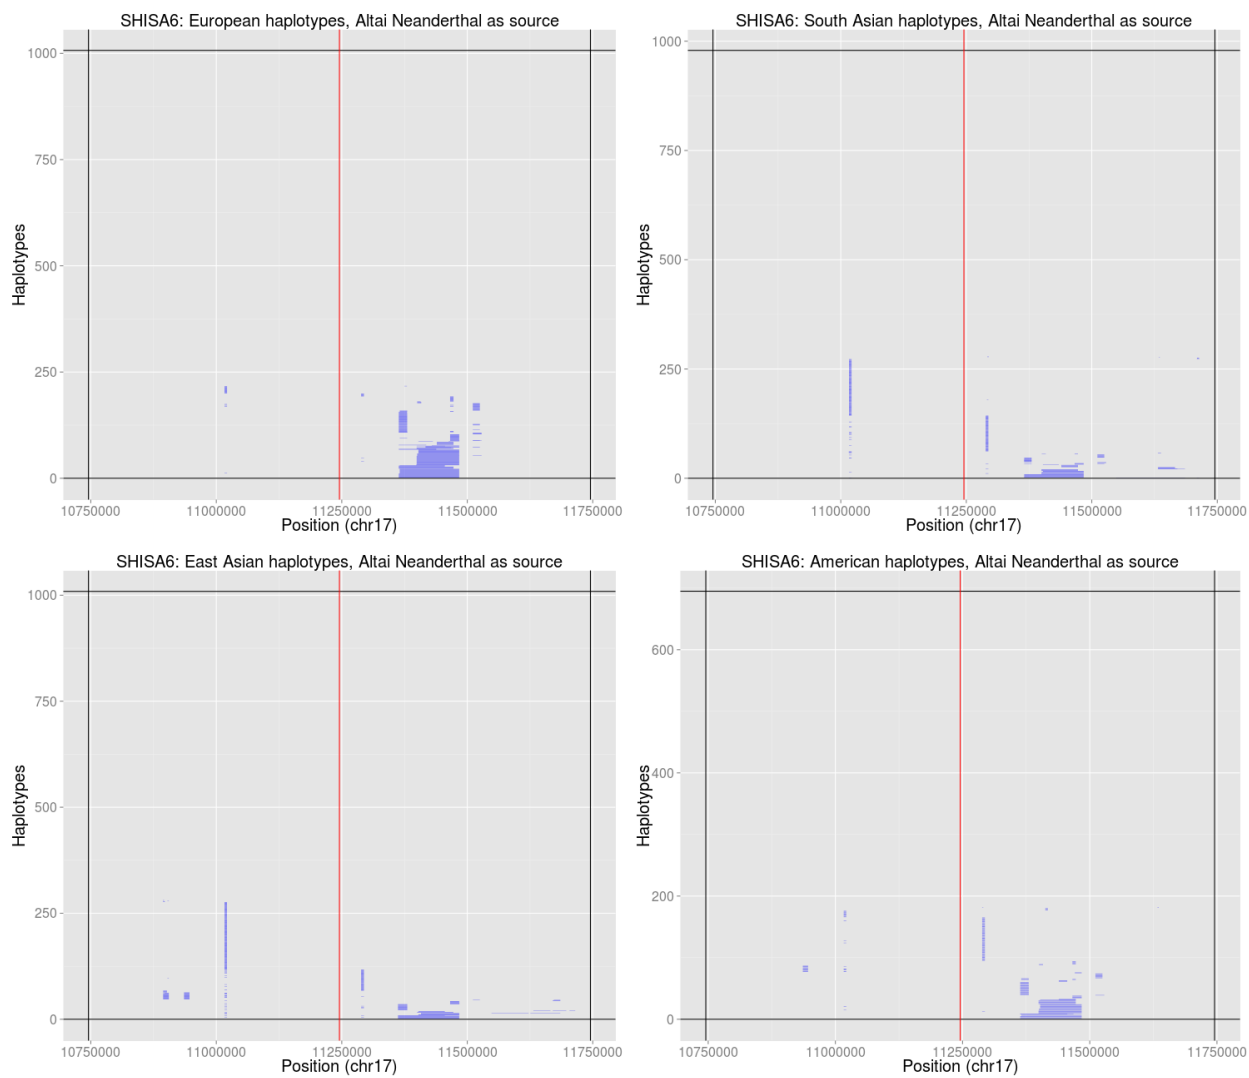 SHISA6: European haplotypes, Altai Neanderthal as source
1000
750
500
250
0
Haplotypes
10750000 11000000 11250000 11500000 11750000
Position (chr17)
SHISA6: South Asian haplotypes, Altai Neanderthal as source
1000
750
500
250
0
Haplotypes
10750000 11000000 11250000 11500000 11750000
Position (chr17)
SHISA6: East Asian haplotypes, Altai Neanderthal as source
1000
750
500
250
0
Haplotypes
10750000 11000000 11250000 11500000 11750000
Position (chr17)
SHISA6: American haplotypes, Altai Neanderthal as source
600
400
200
0
Haplotypes
10750000 11000000 11250000 11500000 11750000
Position (chr17)